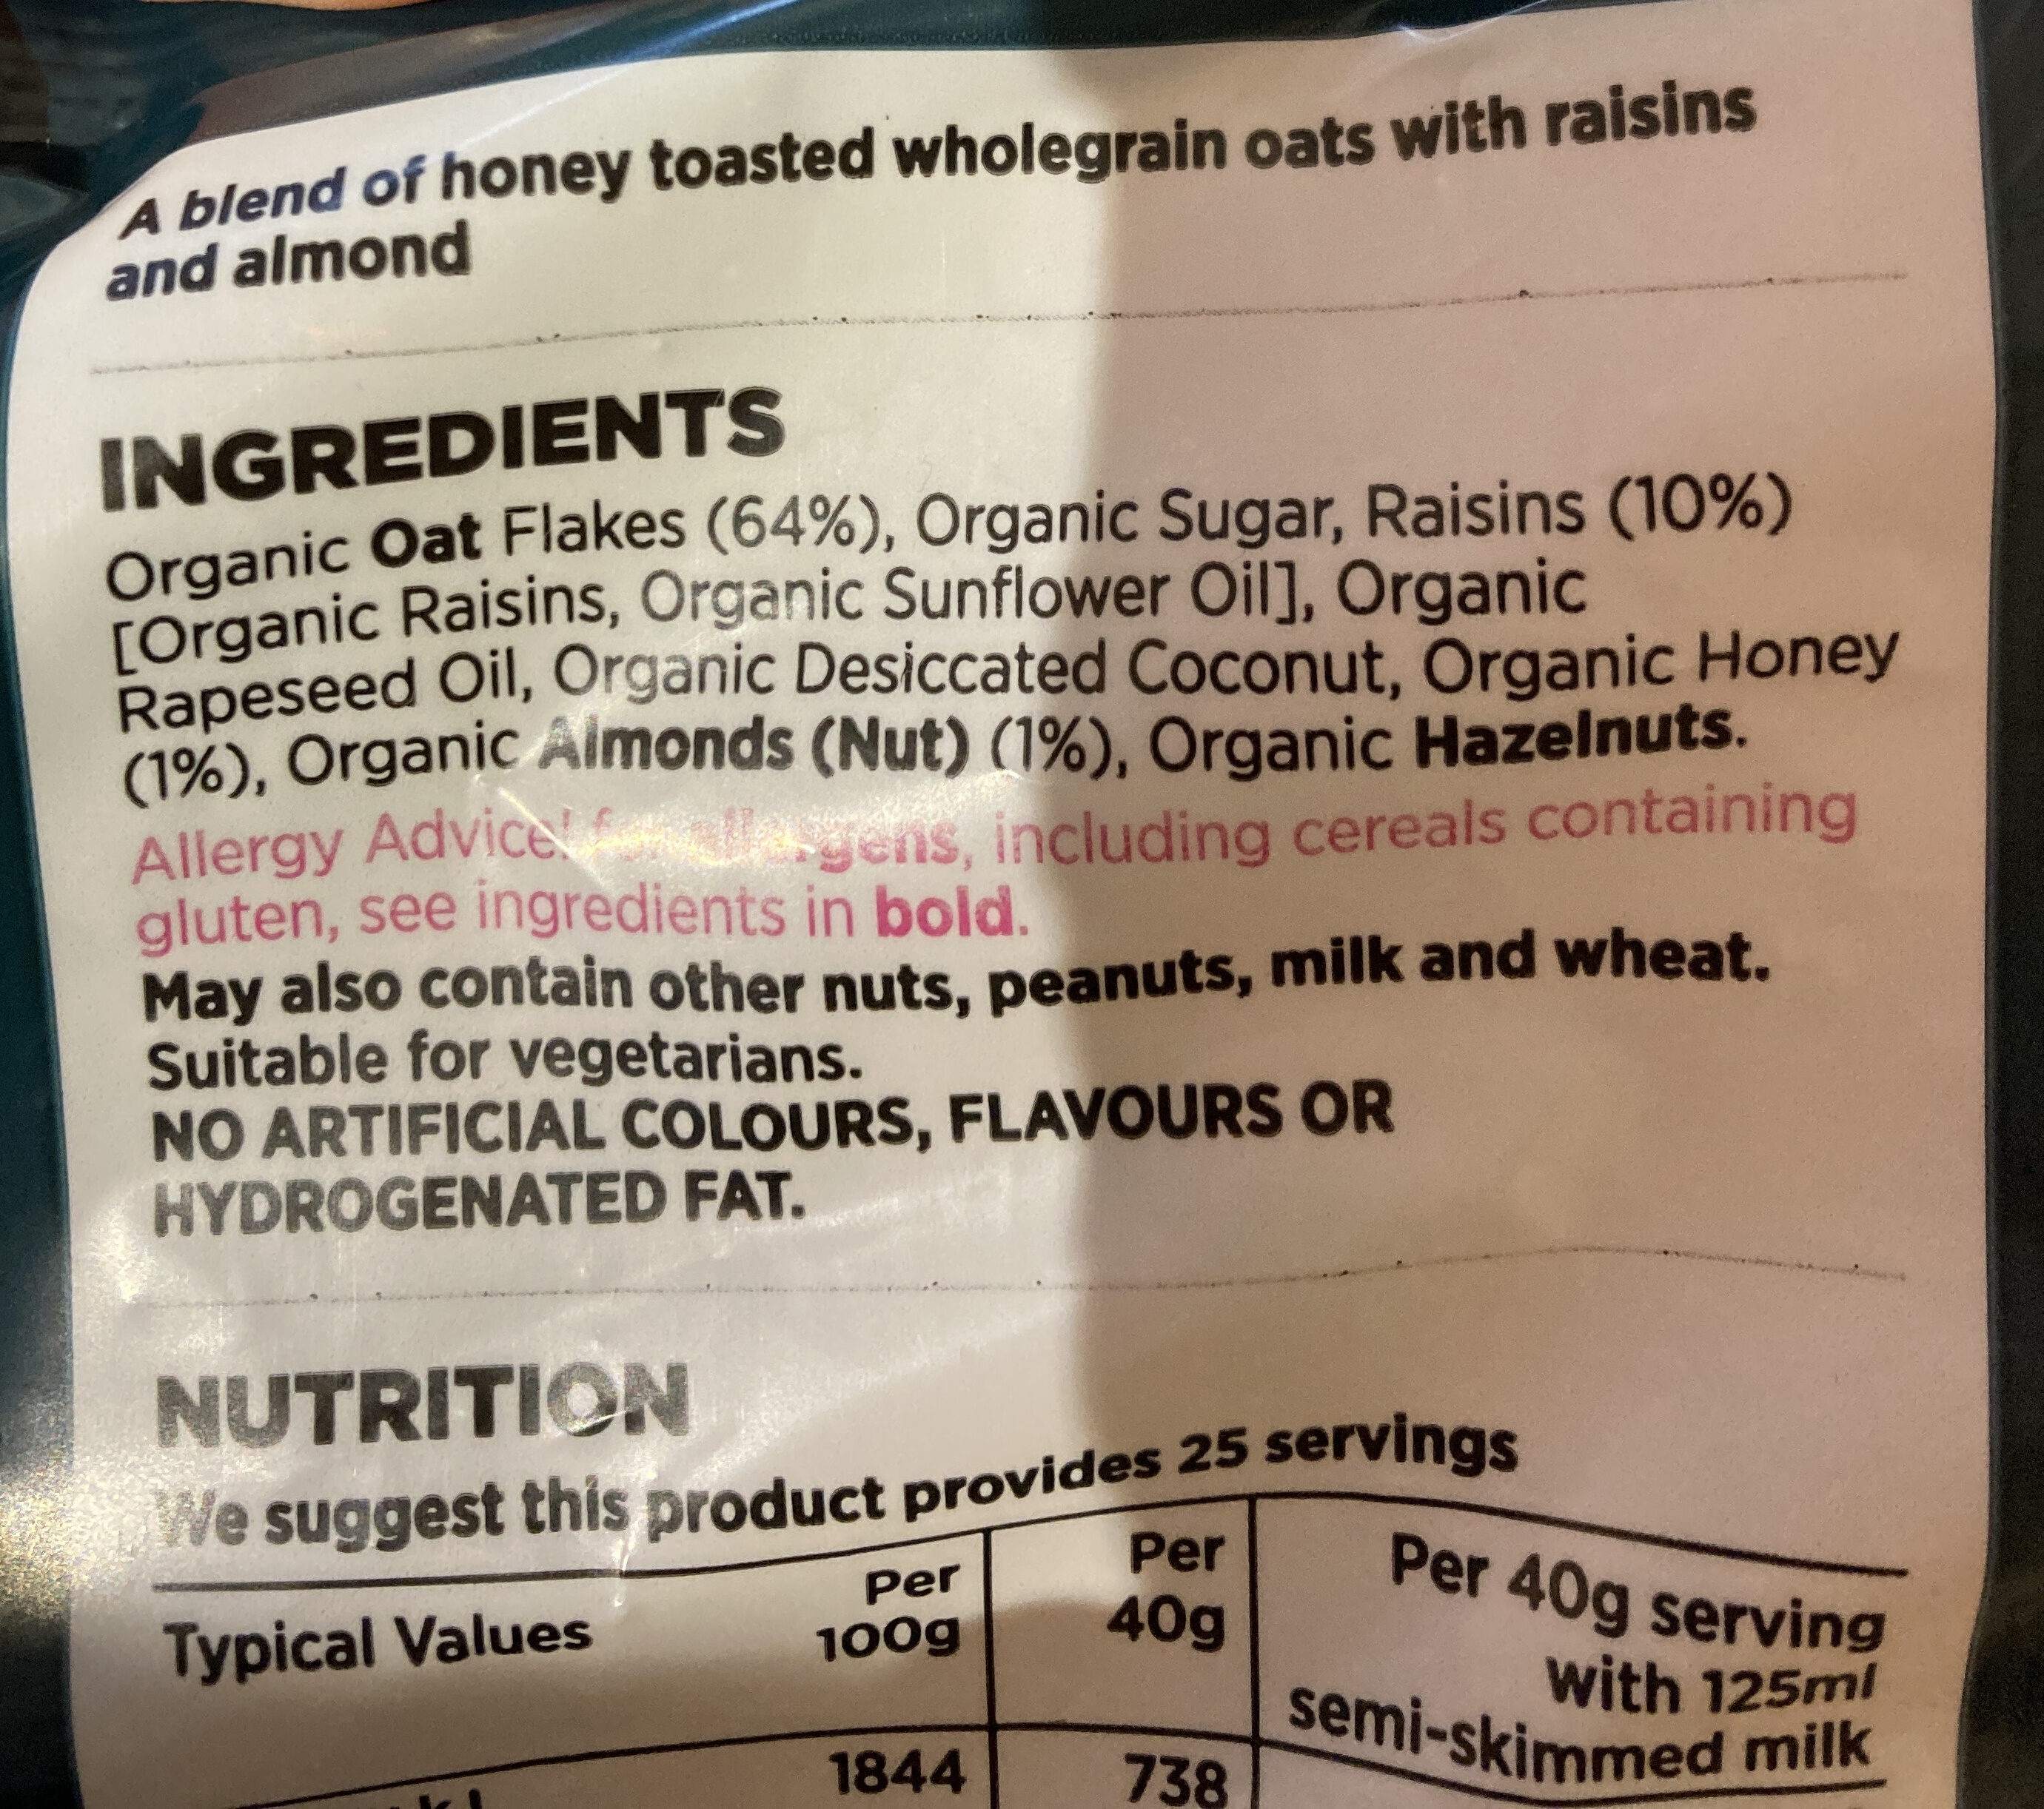 A blend of honey toasted wholegrain oats with raisins
and almond
INGREDIENTS
Organic Oat Flakes (64%), Organic Sugar, Raisins (10%)
[Organic Raisins, Organic Sunflower Oil], Organic
Rapeseed Oil, Organic Desiccated Coconut, Organic Honey
(1%), Organic Almonds (Nut) (1%), Organic Hazelnuts.
Allergy Advice! for allergens, including cereals containing
gluten, see ingredients in bold.
May also contain other nuts, peanuts, milk and wheat.
Suitable for vegetarians.
NO ARTIFICIAL COLOURS, FLAVOURS OR
HYDROGENATED FAT.
NUTRITION
We suggest this product provides 25 servings
Typical Values Per 100g Per 40g Per 40g serving with 125ml semi-skimmed milk
1844 738